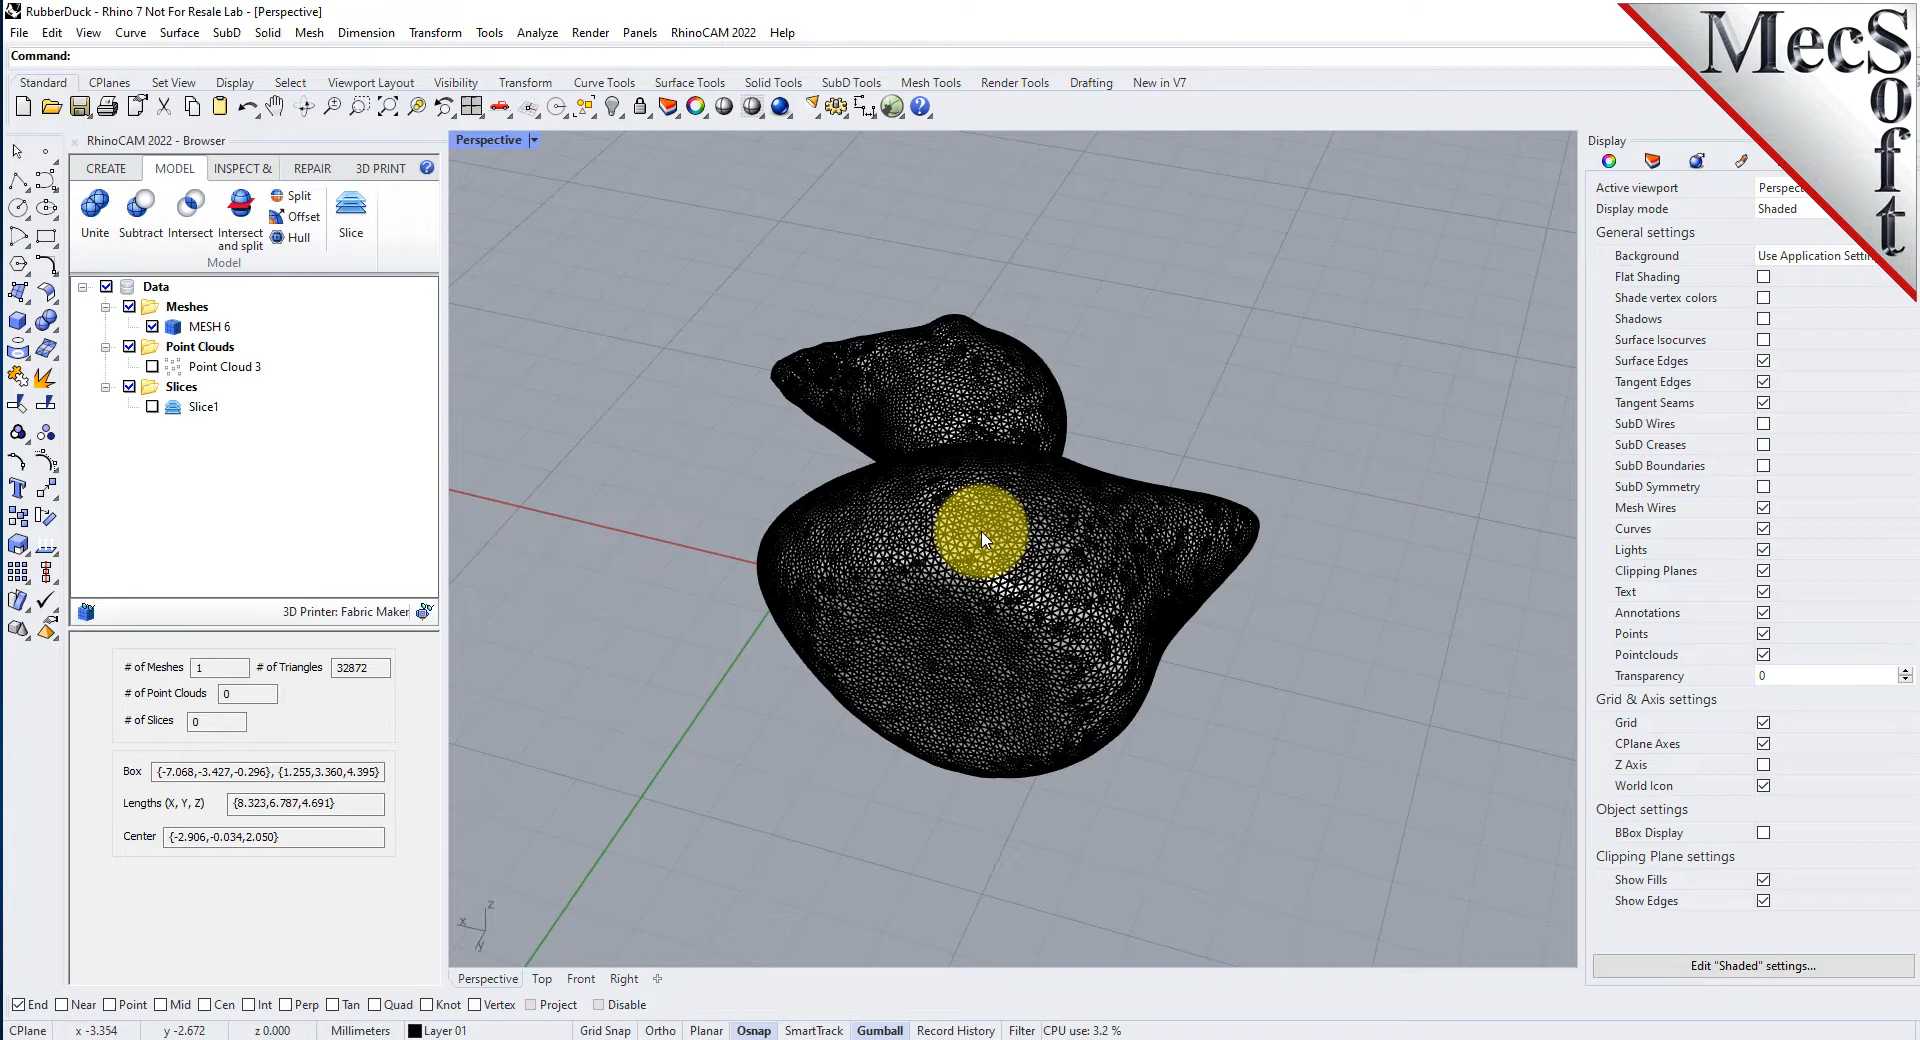 RubberDuck - Rhino 7 Not For Resale Lab - [Perspective]
File Edit View Curve Surface SubD Solid Mesh Dimension Transform Tools Analyze Render Panels RhinoCAM 2022 Help
Command:
Standard CPlanes Set View Display Select Viewport Layout Visibility Transform Curve Tools Surface Tools Solid Tools SubD Tools Mesh Tools Render Tools Drafting New in V7
MecSoft
RhinoCAM 2022 - Browser
CREATE MODEL INSPECT & REPAIR 3D PRINT
Unite Subtract Intersect Intersect and split Split Offset Hull Slice
Model
Data
Meshes
MESH 6
Point Clouds
Point Cloud 3
Slices
Slice1
3D Printer: Fabric Maker
# of Meshes 1 # of Triangles 32872
# of Point Clouds 0
# of Slices 0
Box {-7.068,-3.427,-0.296}, {1.255,3.360,4.395}
Lengths (X, Y, Z) {8.323,6.787,4.691}
Center {-2.906,-0.034,2.050}
Perspective
z
x
y
Perspective Top Front Right
Display
Active viewport
Display mode Shaded
General settings
Background Use Application
Flat Shading
Shade vertex colors
Shadows
Surface Isocurves
Surface Edges
Tangent Edges
Tangent Seams
SubD Wires
SubD Creases
SubD Boundaries
SubD Symmetry
Mesh Wires
Curves
Lights
Clipping Planes
Text
Annotations
Points
Pointclouds
Transparency 0
Grid & Axis settings
Grid
CPlane Axes
Z Axis
World Icon
Object settings
BBox Display
Clipping Plane settings
Show Fills
Show Edges
Edit "Shaded" settings...
End Near Point Mid Cen Int Perp Tan Quad Knot Vertex Project Disable
CPlane x -3.354 y -2.672 z 0.000 Millimeters Layer 01 Grid Snap Ortho Planar Osnap SmartTrack Gumball Record History Filter CPU use: 3.2 %